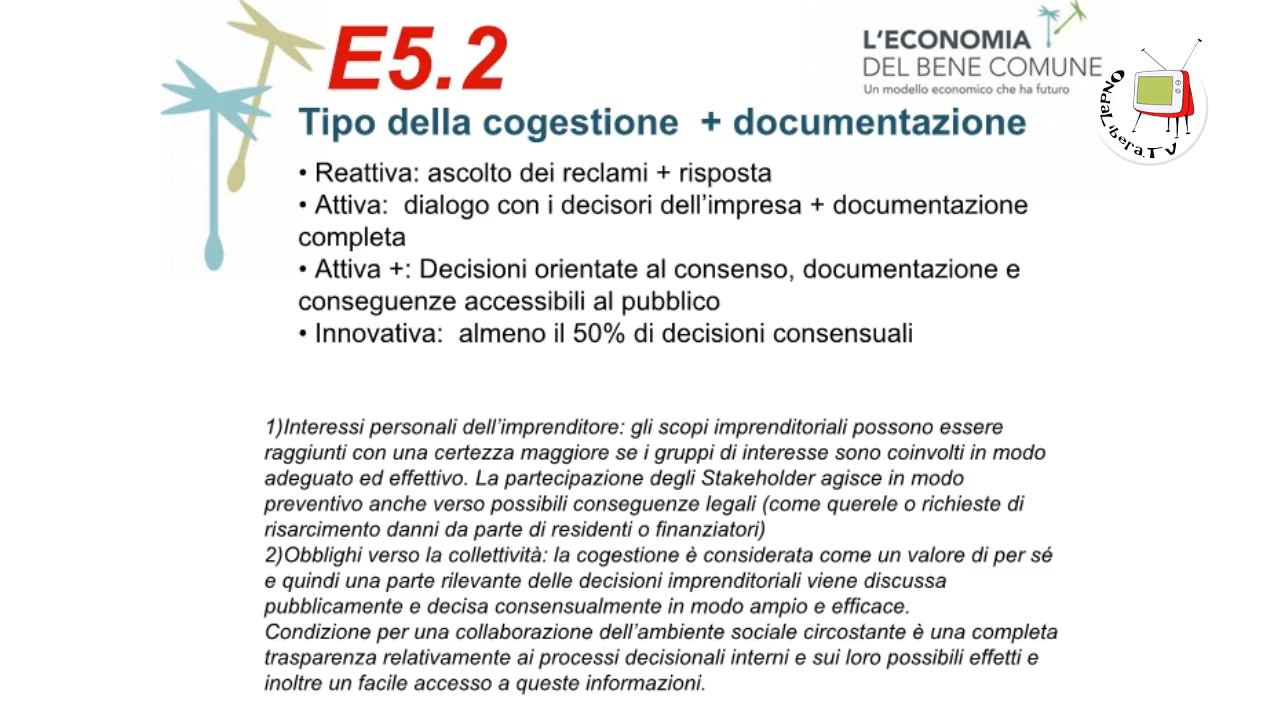 E5.2
L'ECONOMIA
DEL BENE COMUNE
Un modello economico che ha futuro
OndaLiberaTV
Tipo della cogestione + documentazione
• Reattiva: ascolto dei reclami + risposta
• Attiva: dialogo con i decisori dell'impresa + documentazione
completa
• Attiva +: Decisioni orientate al consenso, documentazione e
conseguenze accessibili al pubblico
• Innovativa: almeno il 50% di decisioni consensuali
1)Interessi personali dell'imprenditore: gli scopi imprenditoriali possono essere
raggiunti con una certezza maggiore se i gruppi di interesse sono coinvolti in modo
adeguato ed effettivo. La partecipazione degli Stakeholder agisce in modo
preventivo anche verso possibili conseguenze legali (come querele o richieste di
risarcimento danni da parte di residenti o finanziatori)
2)Obblighi verso la collettività: la cogestione è considerata come un valore di per sé
e quindi una parte rilevante delle decisioni imprenditoriali viene discussa
pubblicamente e decisa consensualmente in modo ampio e efficace.
Condizione per una collaborazione dell'ambiente sociale circostante è una completa
trasparenza relativamente ai processi decisionali interni e sui loro possibili effetti e
inoltre un facile accesso a queste informazioni.